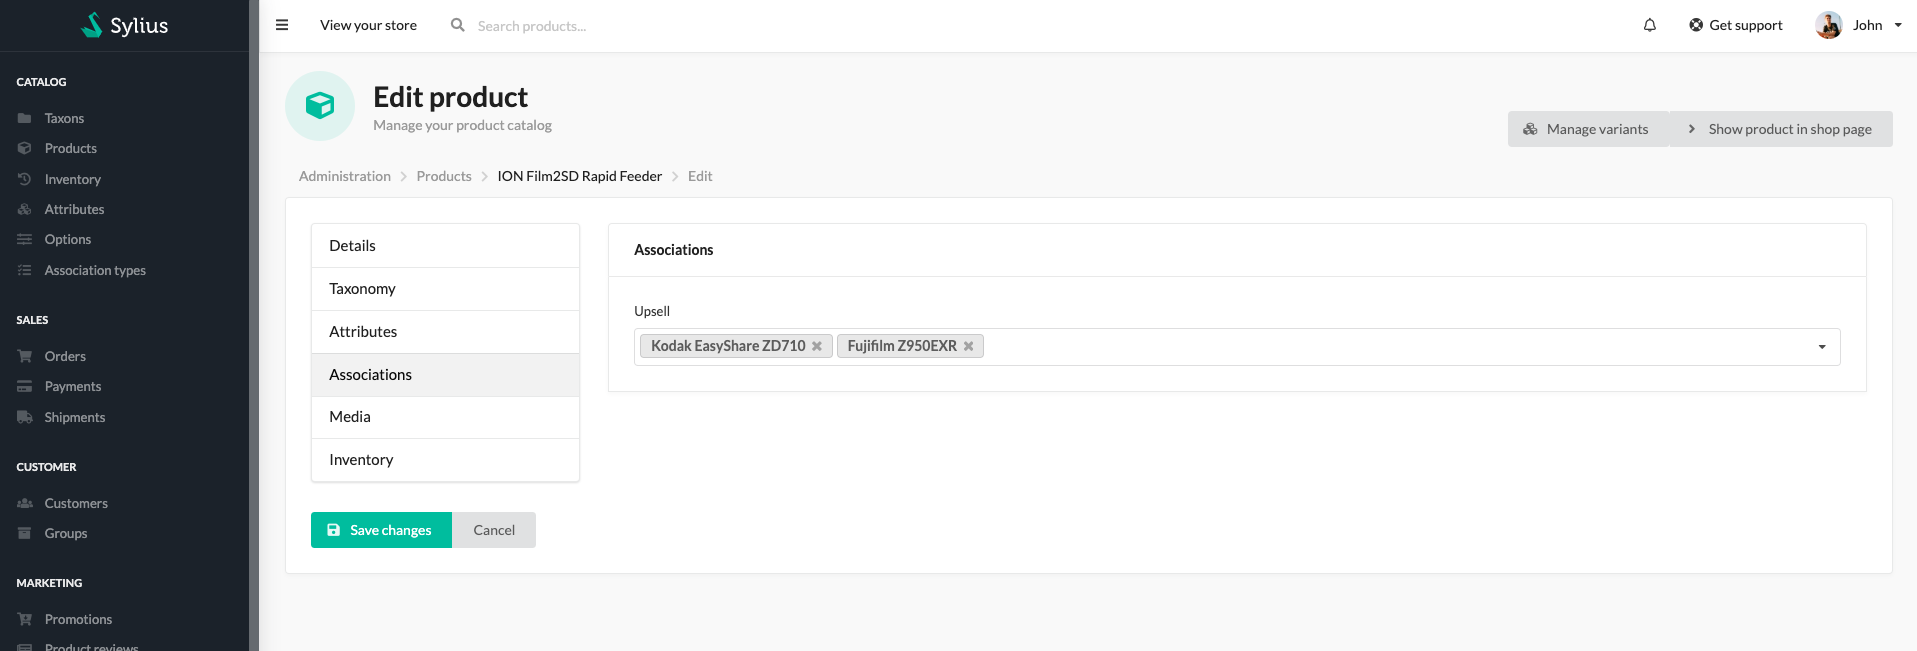 Sylius
View your store
Search products...
Get support
John
CATALOG
Taxons
Products
Inventory
Attributes
Options
Association types
SALES
Orders
Payments
Shipments
CUSTOMER
Customers
Groups
MARKETING
Promotions
Product reviews
Edit product
Manage your product catalog
Manage variants
Show product in shop page
Administration > Products > ION Film2SD Rapid Feeder > Edit
Details
Taxonomy
Attributes
Associations
Media
Inventory
Save changes
Cancel
Associations
Upsell
Kodak EasyShare ZD710 Fujifilm Z950EXR